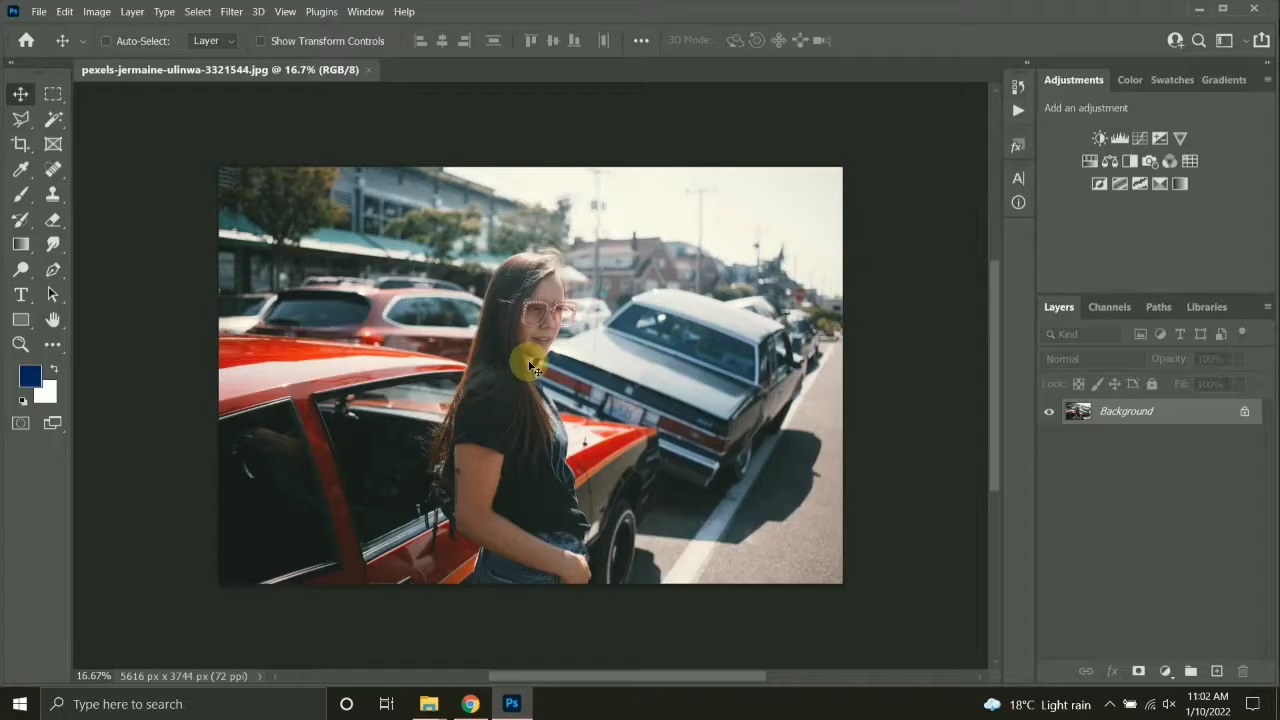 Ps File Edit Image Layer Type Select Filter 3D View Plugins Window Help
Auto-Select: Layer Show Transform Controls 3D Mode:
pexels-jermaine-ulinwa-3321544.jpg @ 16.7% (RGB/8)
Adjustments Color Swatches Gradients
Add an adjustment
Layers Channels Paths Libraries
Kind
Normal Opacity: 100%
Lock: Fill: 100%
Background
16.67% 5616 px x 3744 px (72 ppi)
Type here to search
Ps
18°C Light rain
11:02 AM
1/10/2022